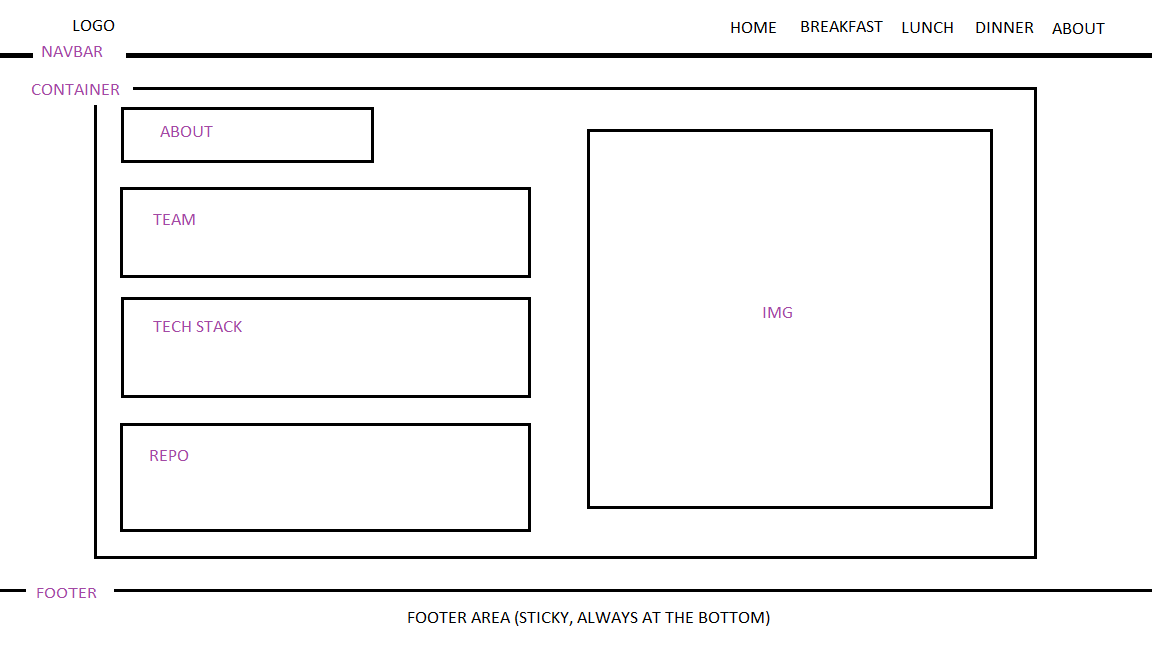 LOGO
HOME BREAKFAST LUNCH DINNER ABOUT
NAVBAR
CONTAINER
ABOUT
TEAM
TECH STACK
REPO
IMG
FOOTER
FOOTER AREA (STICKY, ALWAYS AT THE BOTTOM)